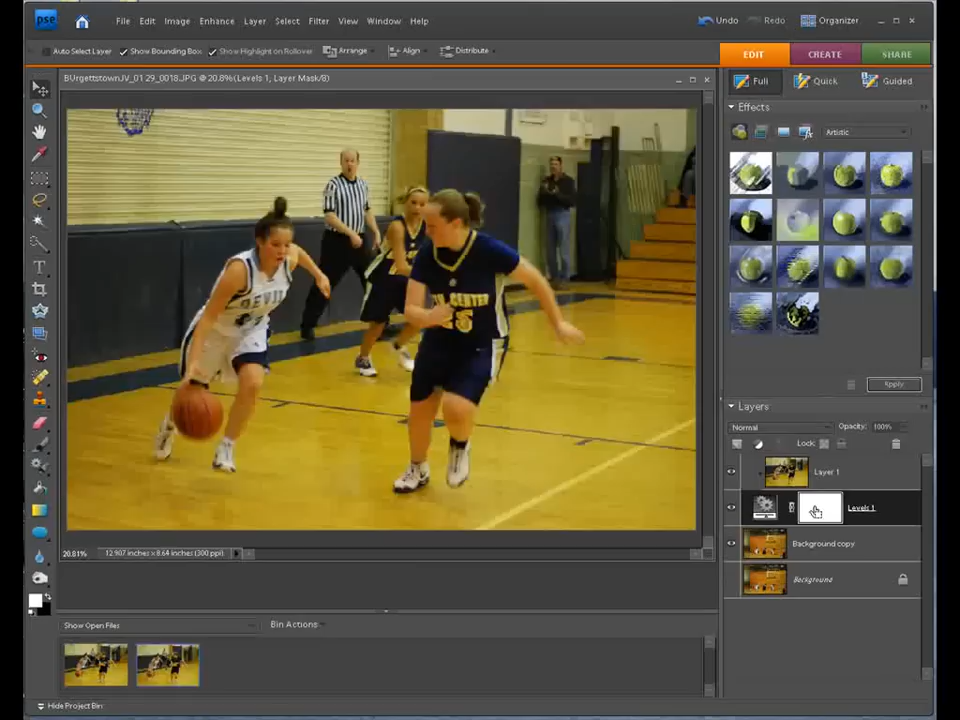 pse File Edit Image Enhance Layer Select Filter View Window Help Undo Redo Organizer
Auto Select Layer Show Bounding Box Show Highlight on Rollover Arrange Align Distribute
EDIT CREATE SHARE
BUrgettstownJV_01 29_0018.JPG @ 20.8% (Levels 1, Layer Mask/8)
Full Quick Guided
Effects
Artistic
DEVIL
CENTER
25
Apply
Layers
Normal Opacity: 100%
Lock:
Layer 1
Levels 1
Background copy
Background
20.81% 12.907 inches x 8.64 inches (300 ppi)
Show Open Files Bin Actions
Hide Project Bin